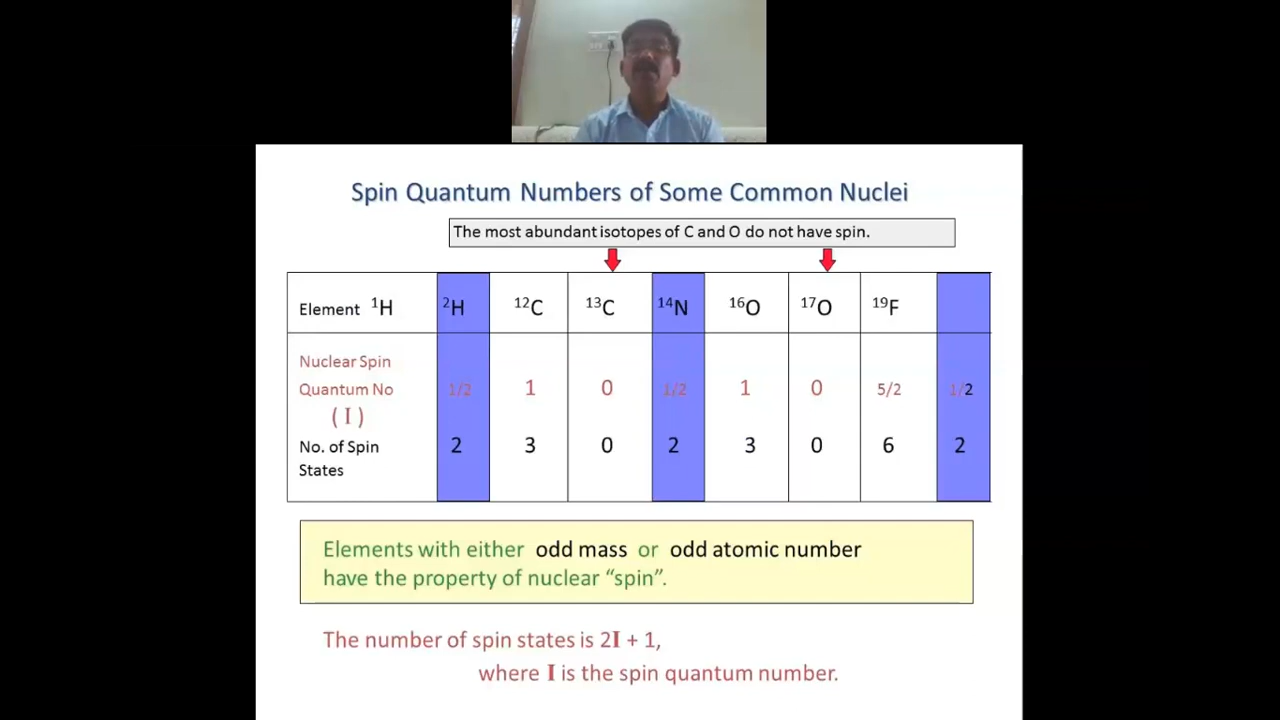 Spin Quantum Numbers of Some Common Nuclei
The most abundant isotopes of C and O do not have spin.
Element ¹H ²H ¹²C ¹³C ¹⁴N ¹⁶O ¹⁷O ¹⁹F
Nuclear Spin
Quantum No 1/2 1 0 1/2 1 0 5/2 1/2
( I )
No. of Spin 2 3 0 2 3 0 6 2
States
Elements with either odd mass or odd atomic number
have the property of nuclear “spin”.
The number of spin states is 2I + 1,
where I is the spin quantum number.